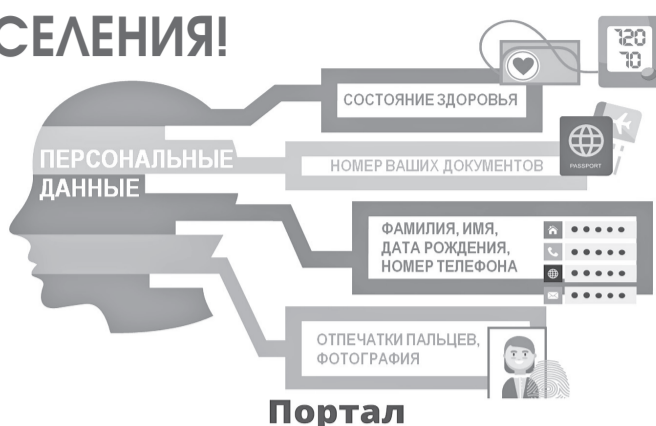 СЕЛЕНИЯ!
120
70
СОСТОЯНИЕ ЗДОРОВЬЯ
ПЕРСОНАЛЬНЫЕ
ДАННЫЕ
НОМЕР ВАШИХ ДОКУМЕНТОВ
PASSPORT
ФАМИЛИЯ, ИМЯ,
ДАТА РОЖДЕНИЯ,
НОМЕР ТЕЛЕФОНА
ОТПЕЧАТКИ ПАЛЬЦЕВ,
ФОТОГРАФИЯ
Портал